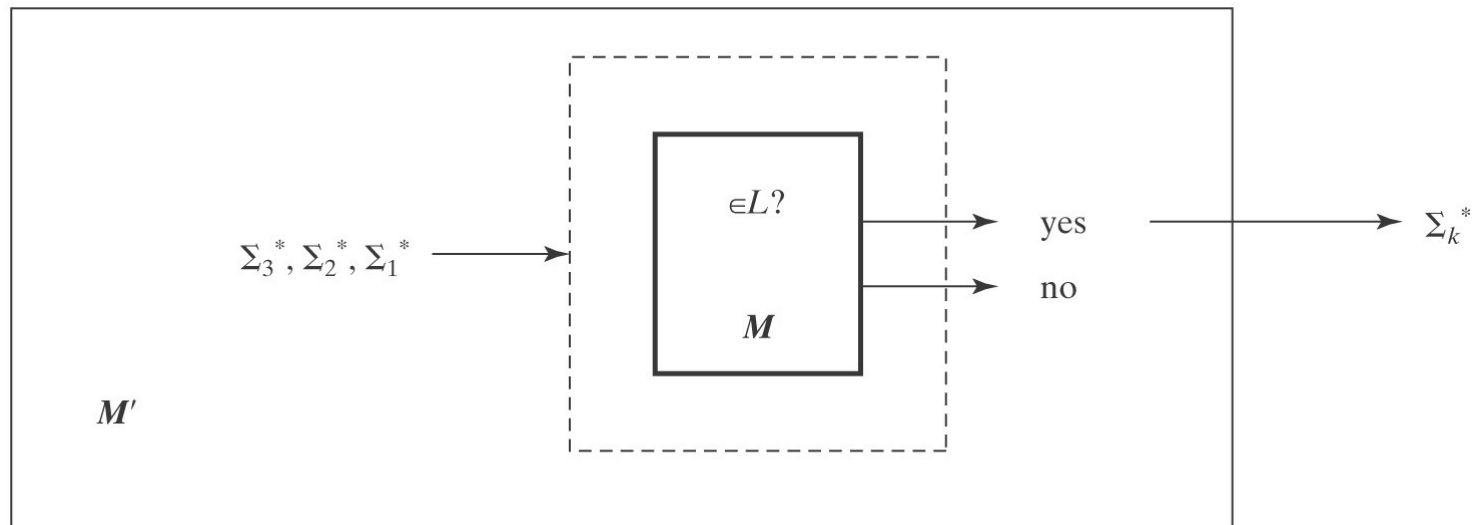 ∈L?
yes
Σ₃*, Σ₂*, Σ₁*
Σₖ*
no
M
M′